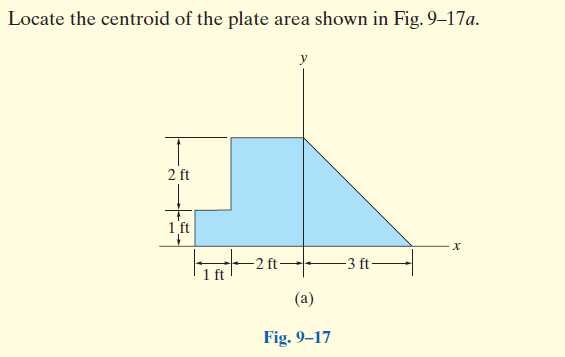 Locate the centroid of the plate area shown in Fig. 9–17a.
y
2 ft
1 ft
x
2 ft
3 ft
1 ft
(a)
Fig. 9–17